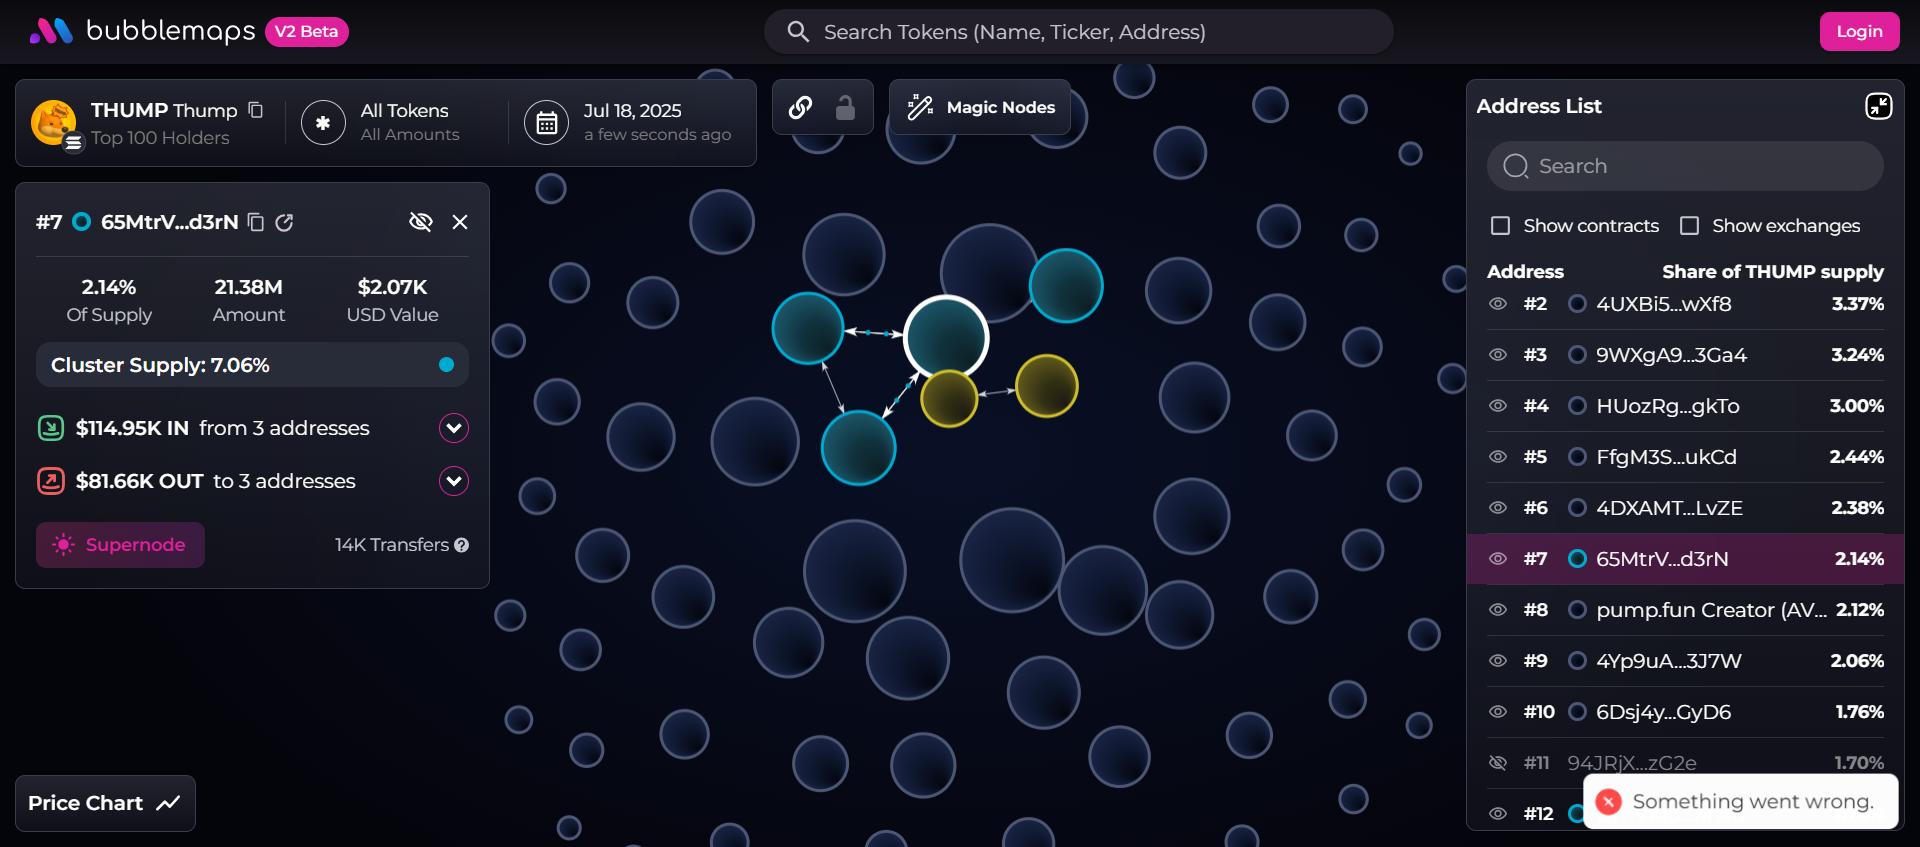 bubblemaps V2 Beta
Search Tokens (Name, Ticker, Address)
Login
THUMP Thump
Top 100 Holders
All Tokens
All Amounts
Jul 18, 2025
a few seconds ago
Magic Nodes
#7 65MtrV...d3rN
2.14% 21.38M $2.07K
Of Supply Amount USD Value
Cluster Supply: 7.06%
$114.95K IN from 3 addresses
$81.66K OUT to 3 addresses
Supernode 14K Transfers ?
Price Chart
Address List
Search
Show contracts Show exchanges
Address Share of THUMP supply
#2 4UXBi5...wXf8 3.37%
#3 9WXgA9...3Ga4 3.24%
#4 HUozRg...gkTo 3.00%
#5 FfgM3S...ukCd 2.44%
#6 4DXAMT...LvZE 2.38%
#7 65MtrV...d3rN 2.14%
#8 pump.fun Creator (AV... 2.12%
#9 4Yp9uA...3J7W 2.06%
#10 6Dsj4y...GyD6 1.76%
#11 94JRjX...zG2e 1.70%
#12
Something went wrong.